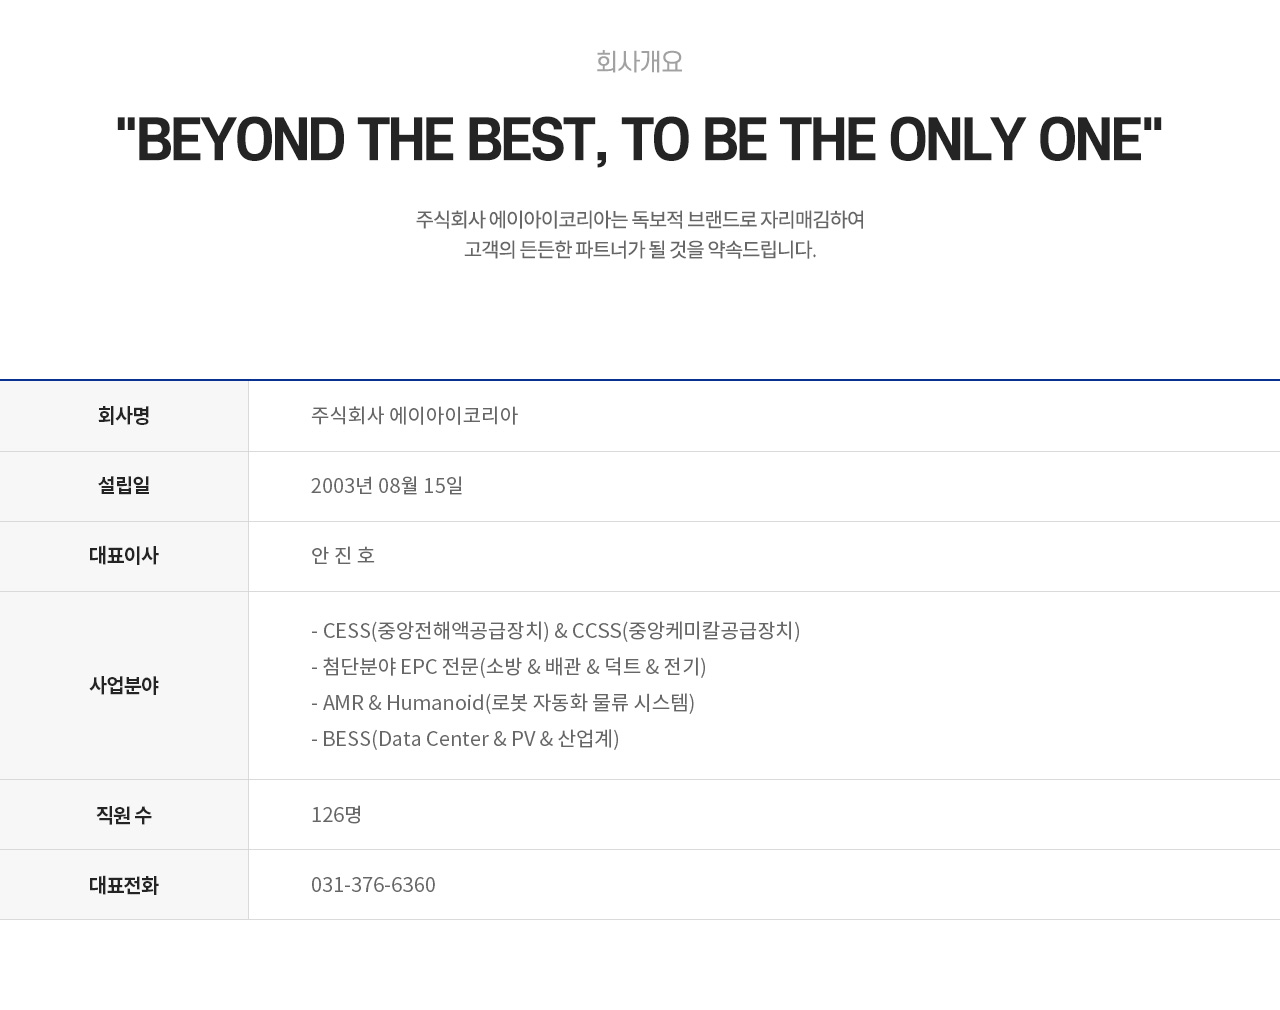 회사개요
"BEYOND THE BEST, TO BE THE ONLY ONE"
주식회사 에이아이코리아는 독보적 브랜드로 자리매김하여
고객의 든든한 파트너가 될 것을 약속드립니다.
회사명 주식회사 에이아이코리아
설립일 2003년 08월 15일
대표이사 안 진 호
사업분야
- CESS(중앙전해액공급장치) & CCSS(중앙케미칼공급장치)
- 첨단분야 EPC 전문(소방 & 배관 & 덕트 & 전기)
- AMR & Humanoid(로봇 자동화 물류 시스템)
- BESS(Data Center & PV & 산업계)
직원 수 126명
대표전화 031-376-6360